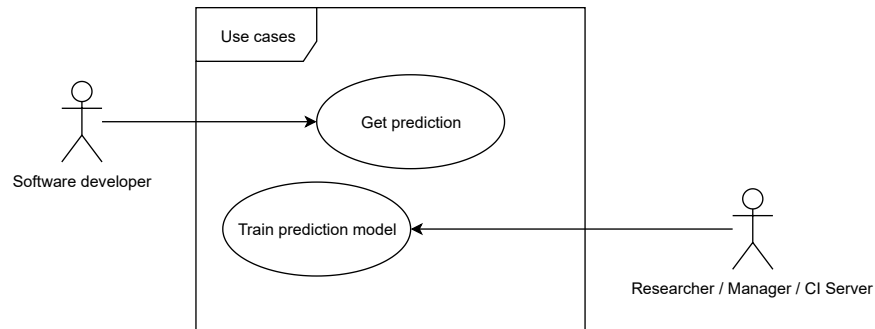 Use cases
Get prediction
Software developer
Train prediction model
Researcher / Manager / CI Server